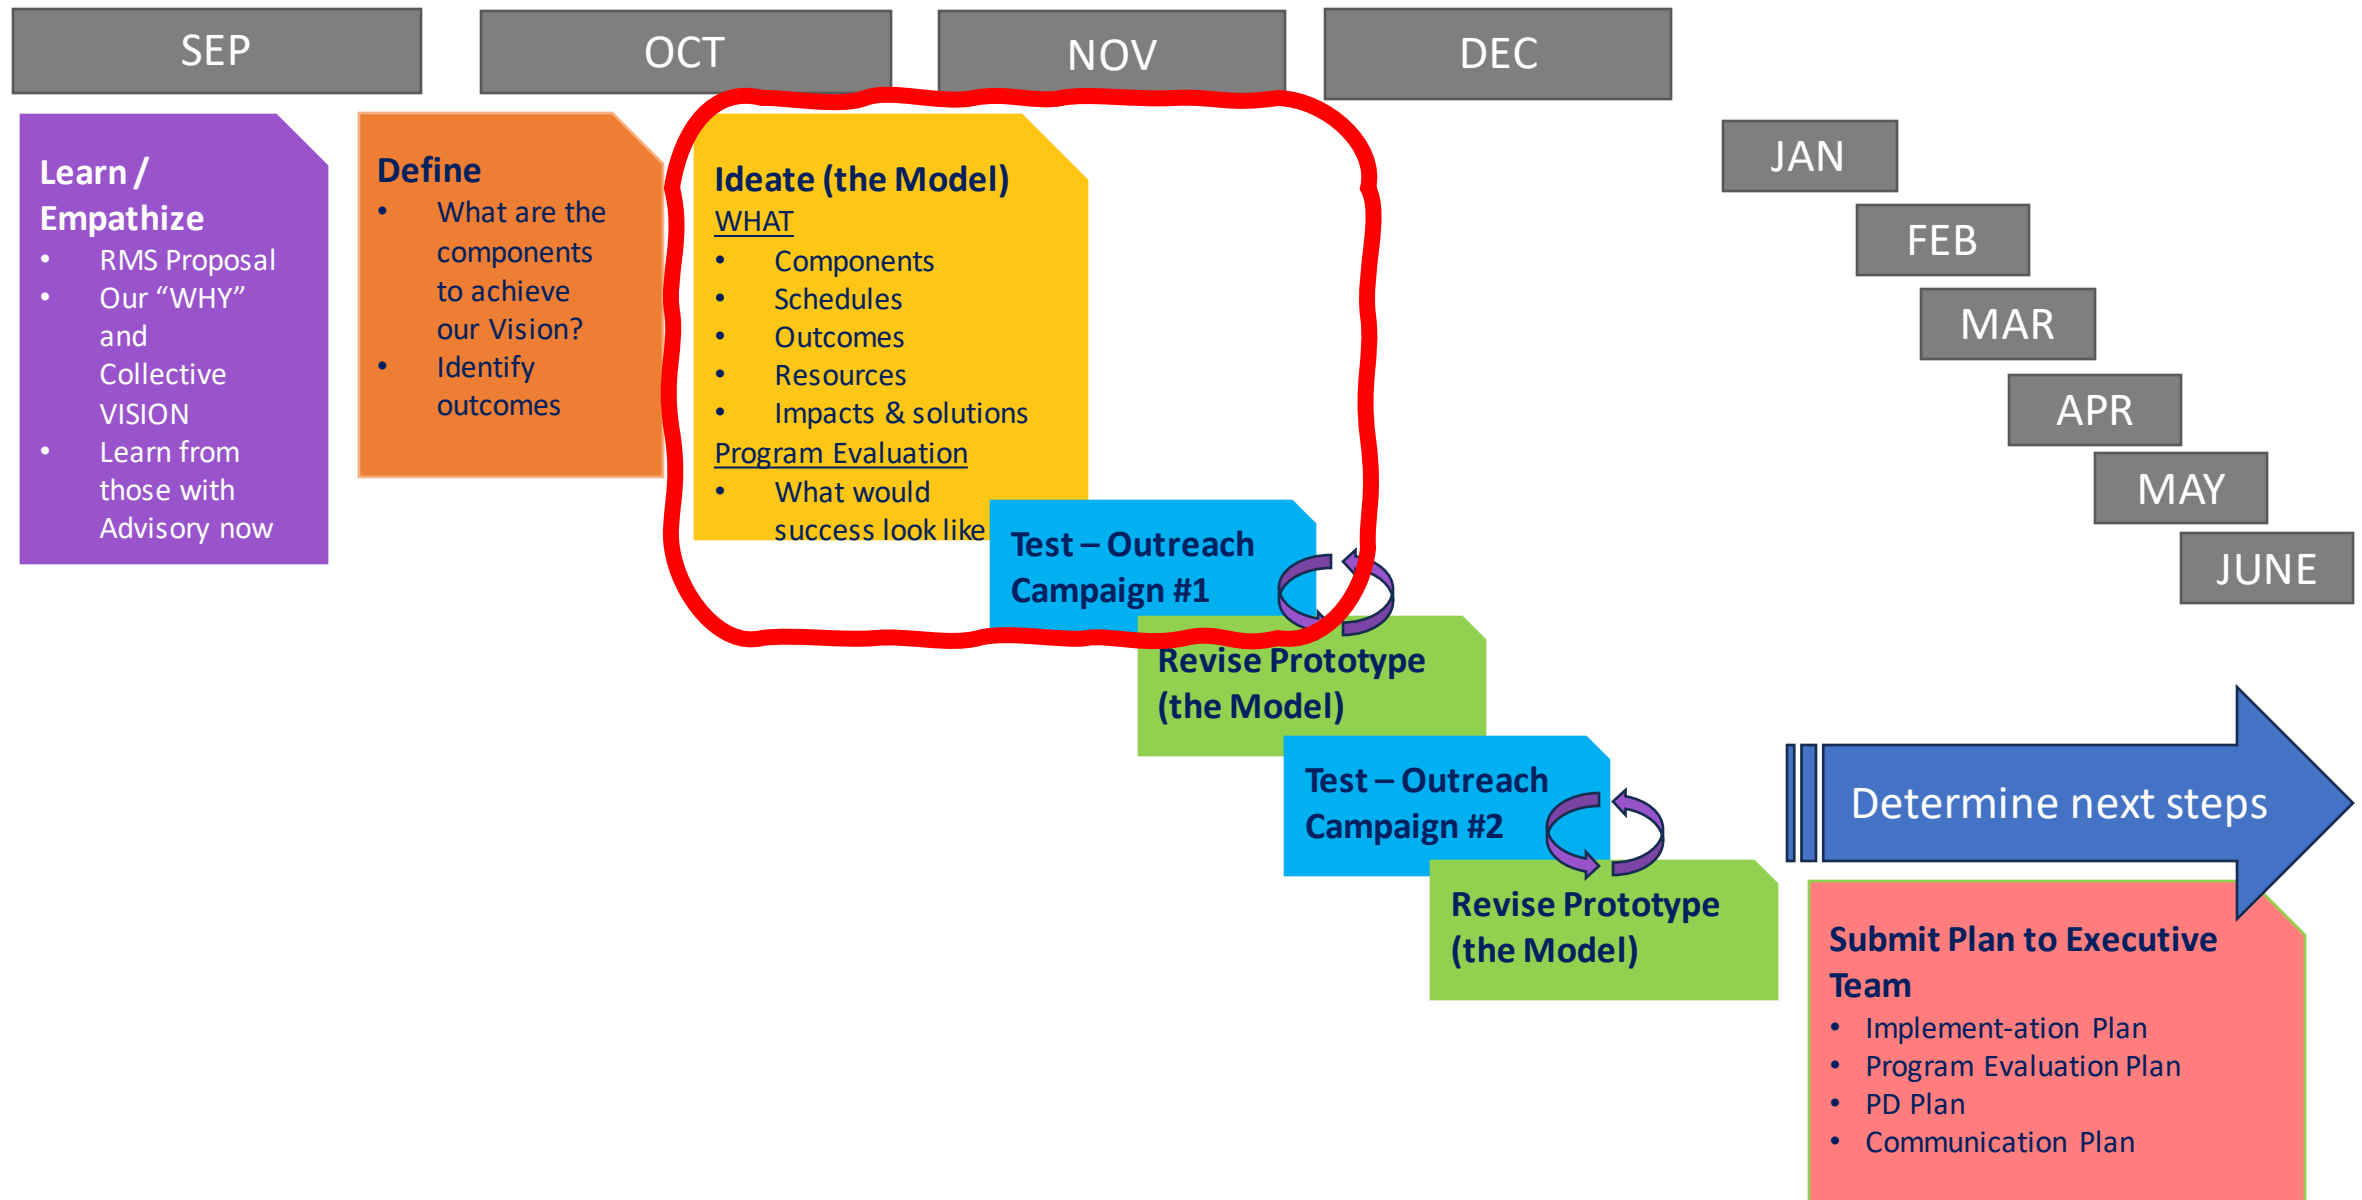 SEP
OCT
NOV
DEC
JAN
FEB
MAR
APR
MAY
JUNE
Learn /
Empathize
• RMS Proposal
• Our “WHY”
and
Collective
VISION
• Learn from
those with
Advisory now
Define
• What are the
components
to achieve
our Vision?
• Identify
outcomes
Ideate (the Model)
WHAT
• Components
• Schedules
• Outcomes
• Resources
• Impacts & solutions
Program Evaluation
• What would
success look like
Test – Outreach
Campaign #1
Revise Prototype
(the Model)
Test – Outreach
Campaign #2
Revise Prototype
(the Model)
Determine next steps
Submit Plan to Executive
Team
• Implement-ation Plan
• Program Evaluation Plan
• PD Plan
• Communication Plan